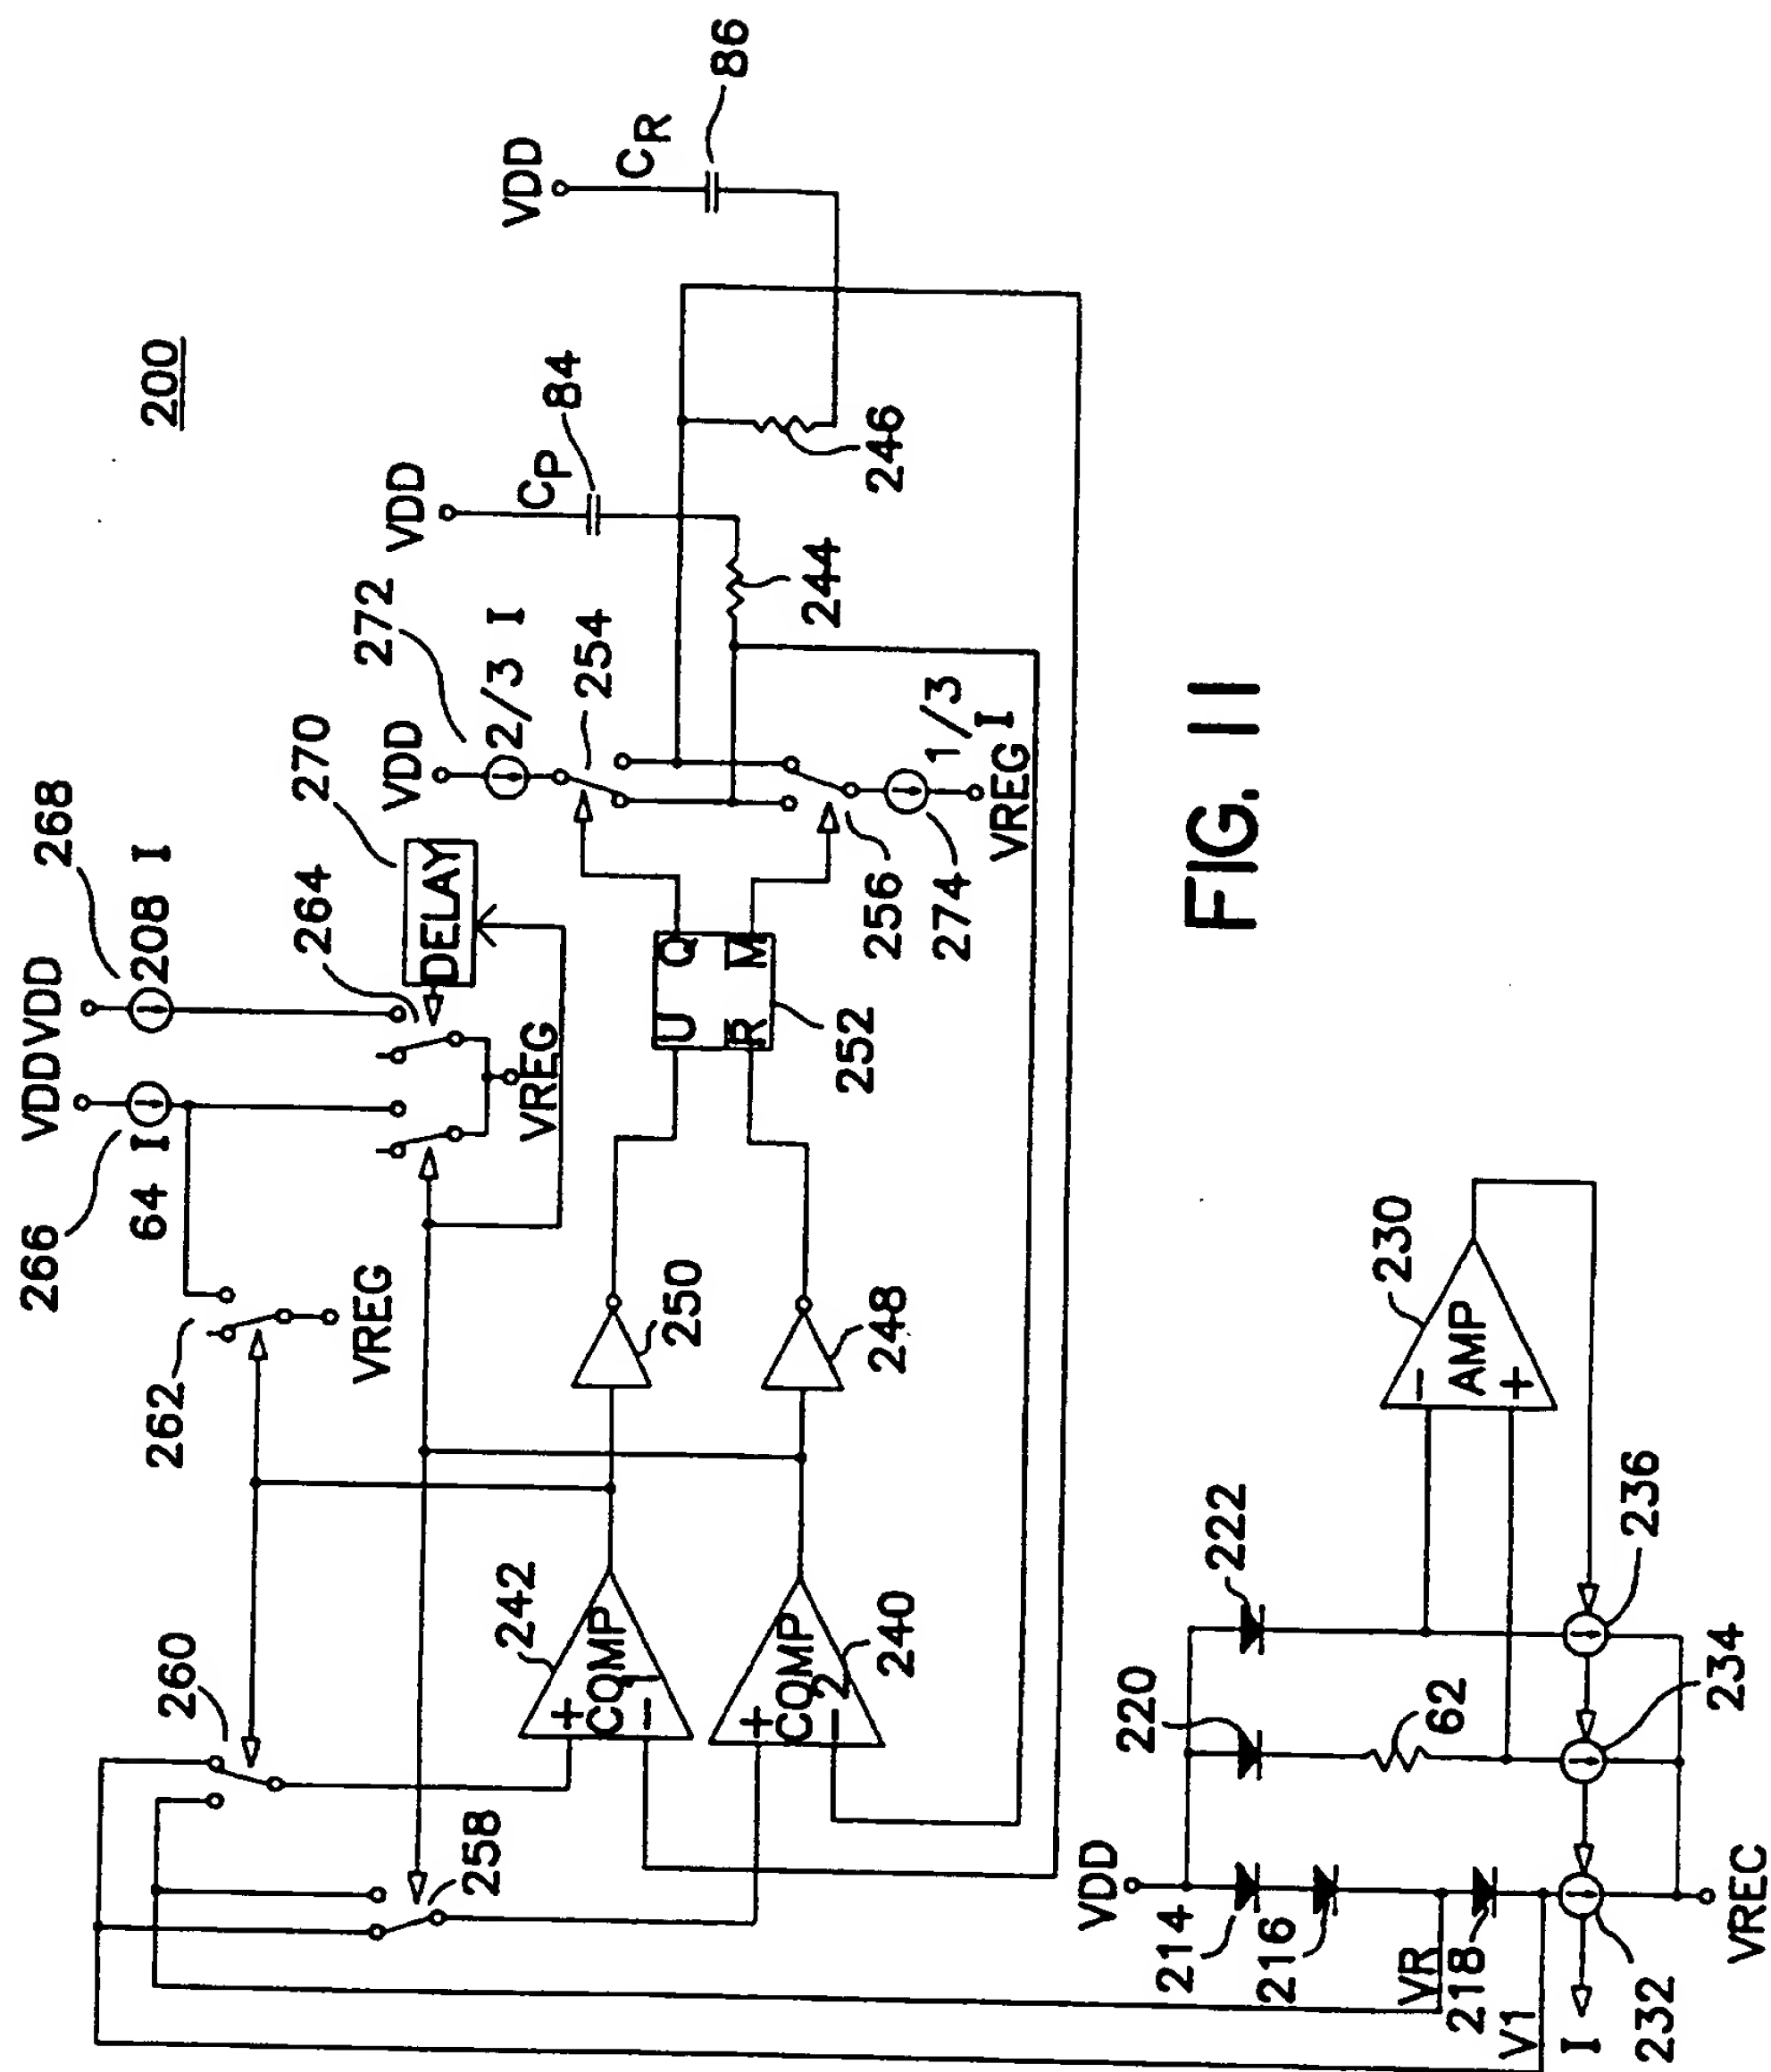 200
266
64 I
VDD
VDD
268
208 I
260
262
VREG
264
270
DELAY
VREG
VDD
272
2/3 I
254
VDD
CP
84
VDD
CR
86
258
242
+
COMP
1
−
250
U
Q
R
M
252
+
COMP
2
−
240
248
256
274
1/3
I
VREG
244
246
VDD
214
216
VR
218
V1
I
232
VREC
220
222
62
234
236
230
−
AMP
+
FIG. 11